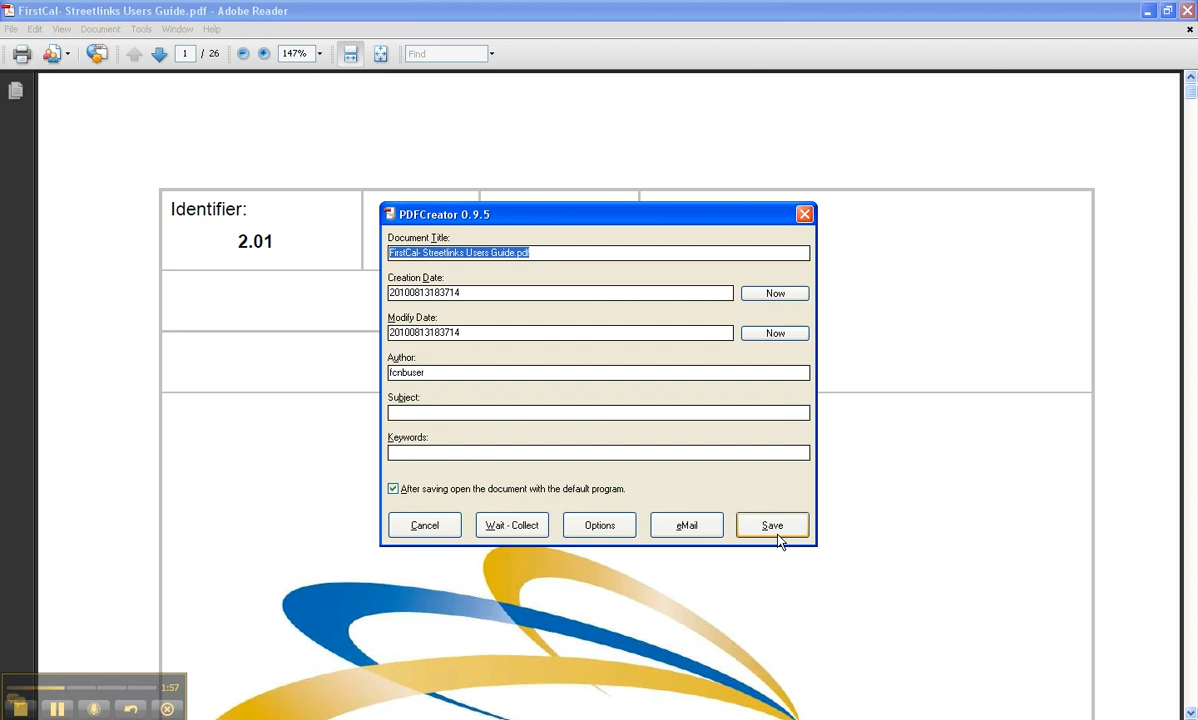 FirstCal- Streetlinks Users Guide.pdf - Adobe Reader
File Edit View Document Tools Window Help
1 / 26 147% Find
Identifier:
2.01
PDFCreator 0.9.5
Document Title:
FirstCal- Streetlinks Users Guide.pdf
Creation Date:
20100813183714 Now
Modify Date:
20100813183714 Now
Author:
fcnbuser
Subject:
Keywords:
After saving open the document with the default program.
Cancel Wait - Collect Options eMail Save
1:57